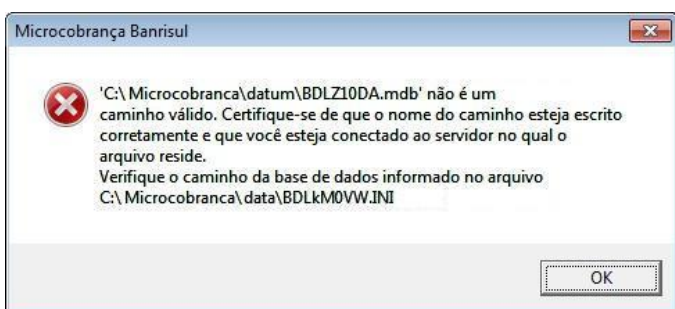 Microcobrança Banrisul
'C:\ Microcobranca\datum\BDLZ10DA.mdb' não é um
caminho válido. Certifique-se de que o nome do caminho esteja escrito
corretamente e que você esteja conectado ao servidor no qual o
arquivo reside.
Verifique o caminho da base de dados informado no arquivo
C:\ Microcobranca\data\BDLkM0VW.INI
OK